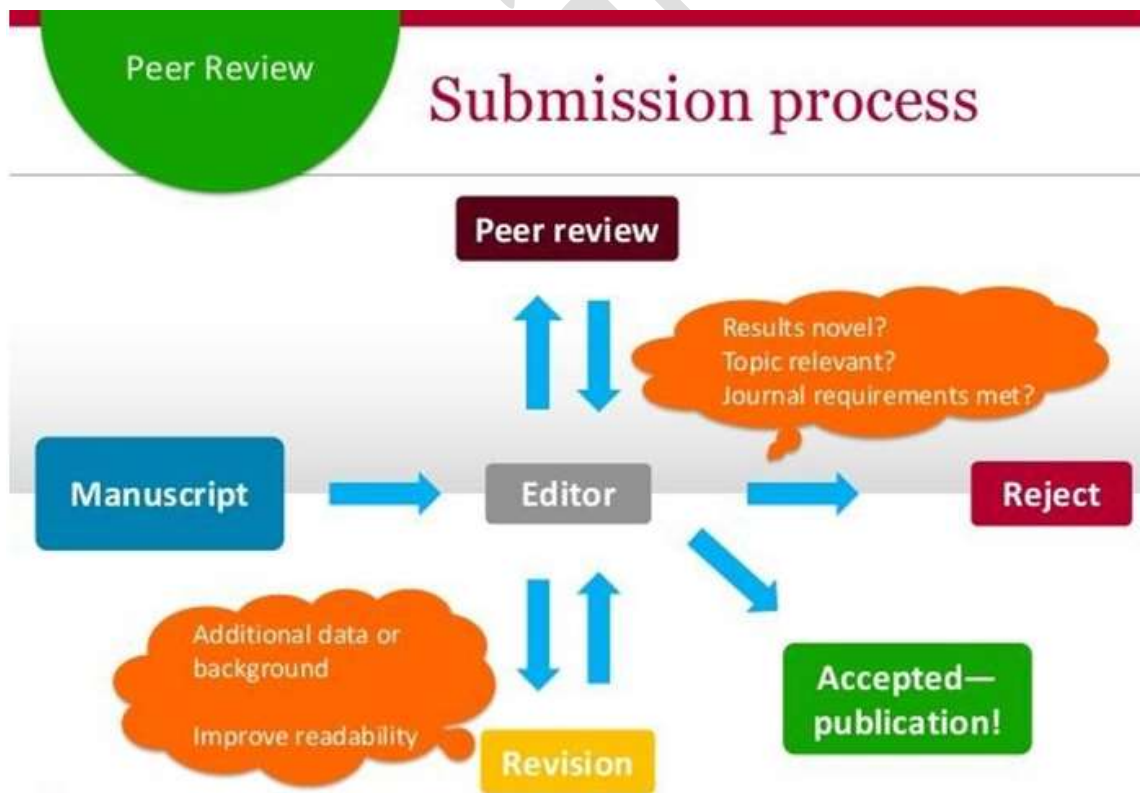 Peer Review
Submission process
Peer review
Results novel?
Topic relevant?
Journal requirements met?
Manuscript
Editor
Reject
Additional data or
background
Improve readability
Accepted—
publication!
Revision